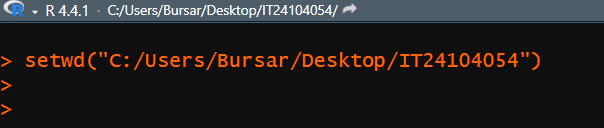 R 4.4.1 · C:/Users/Bursar/Desktop/IT24104054/
> setwd("C:/Users/Bursar/Desktop/IT24104054")
>
>